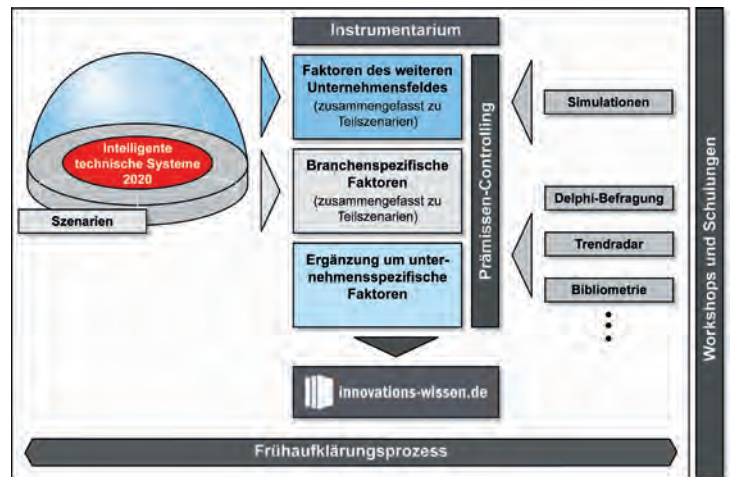 Instrumentarium
Intelligente
technische Systeme
2020
Szenarien
Faktoren des weiteren
Unternehmensfeldes
(zusammengefasst zu
Teilszenarien)
Branchenspezifische
Faktoren
(zusammengefasst zu
Teilszenarien)
Ergänzung um unter-
nehmensspezifische
Faktoren
Prämissen-Controlling
Simulationen
Delphi-Befragung
Trendradar
Bibliometrie
innovations-wissen.de
Frühaufklärungsprozess
Workshops und Schulungen